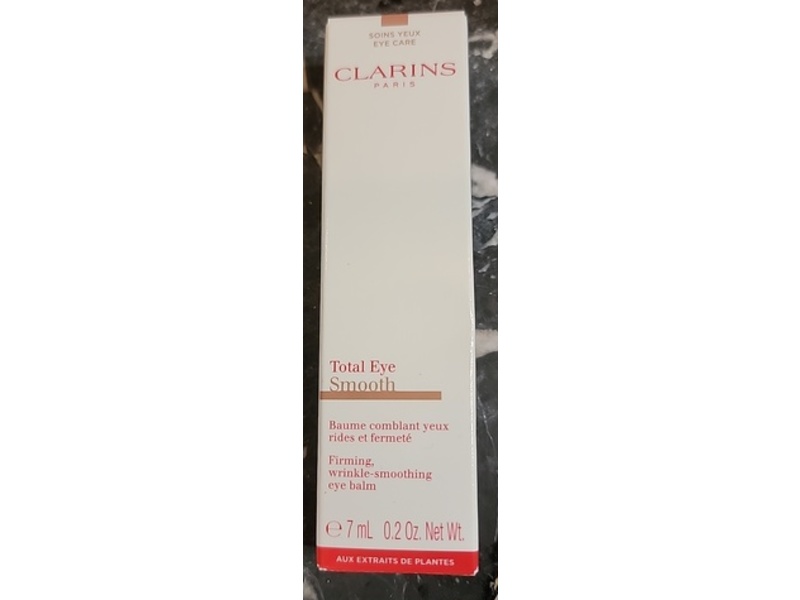 SOINS YEUX
EYE CARE
CLARINS
PARIS
Total Eye
Smooth
Baume comblant yeux
rides et fermeté
Firming,
wrinkle-smoothing
eye balm
℮ 7 mL 0.2 Oz. Net Wt.
AUX EXTRAITS DE PLANTES